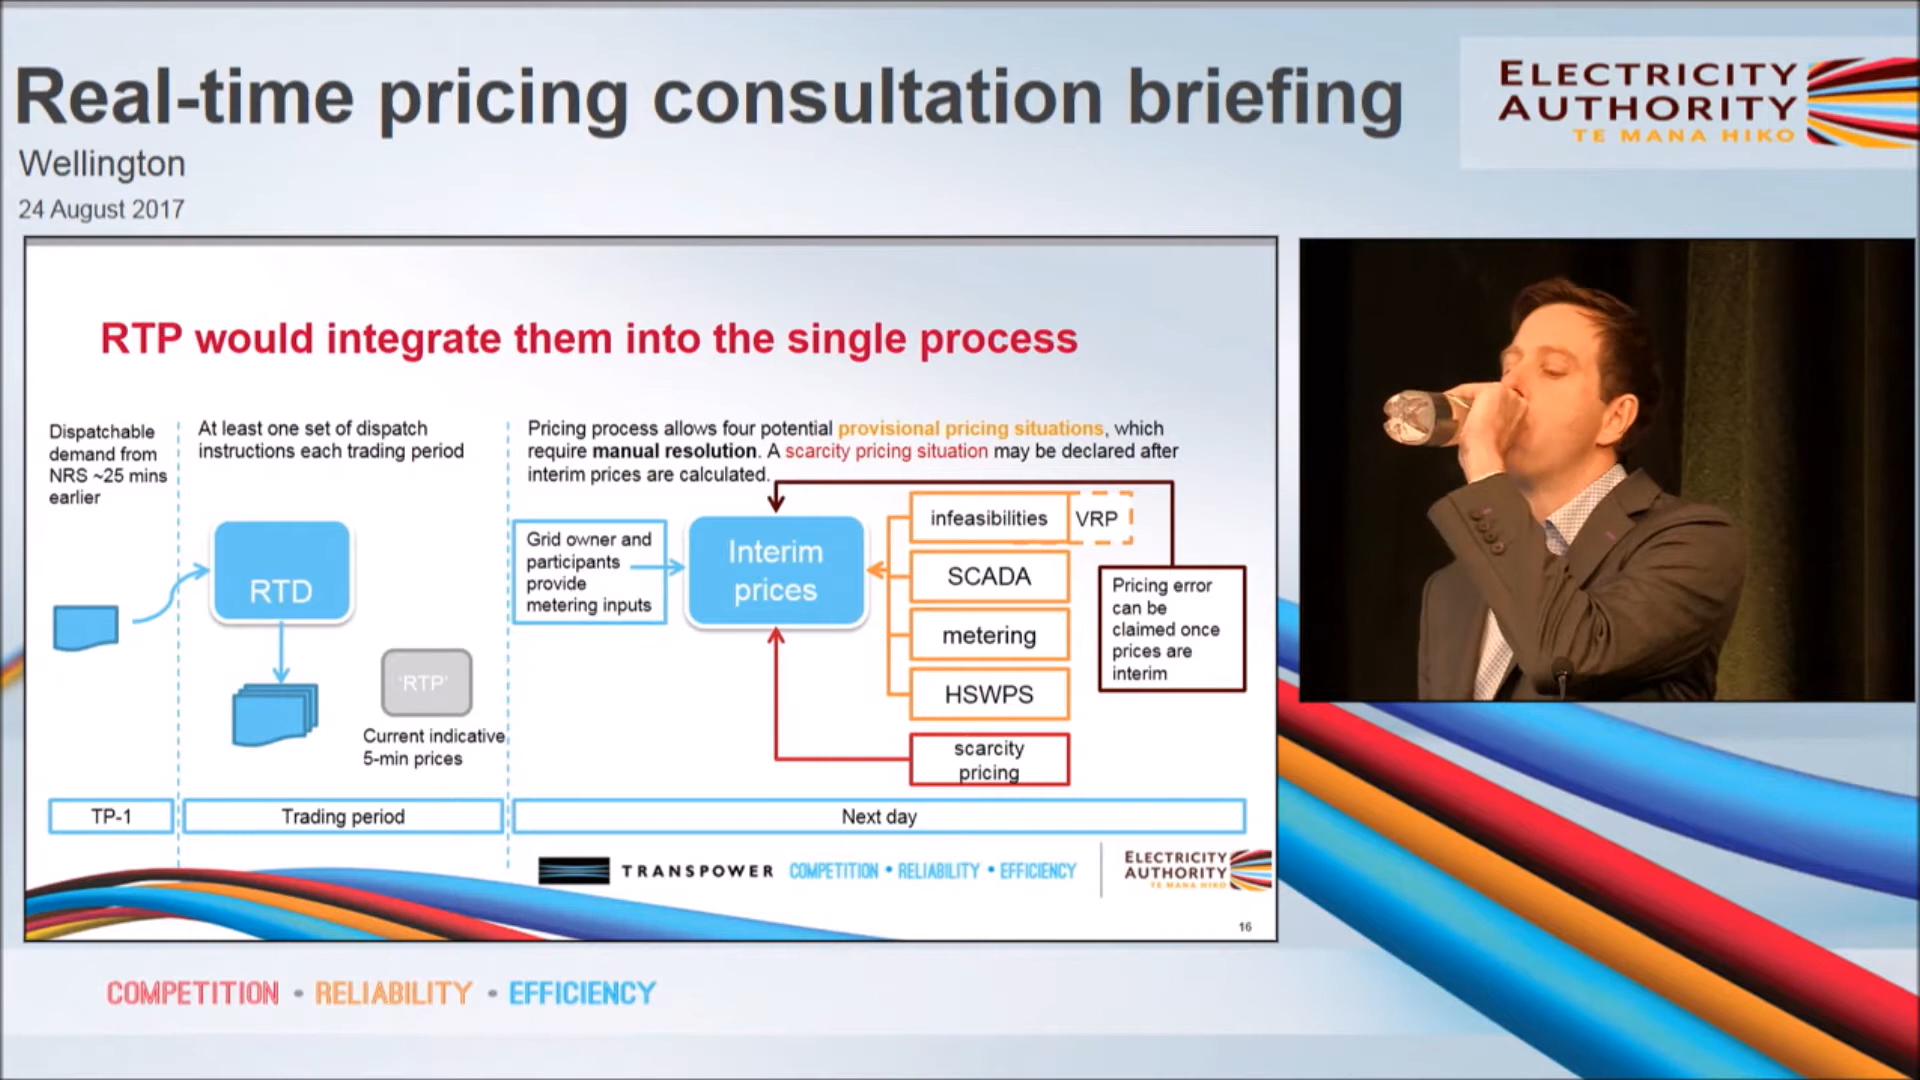 Real-time pricing consultation briefing
Wellington
24 August 2017
ELECTRICITY
AUTHORITY
TE MANA HIKO
RTP would integrate them into the single process
Dispatchable
demand from
NRS ~25 mins
earlier
At least one set of dispatch
instructions each trading period
Pricing process allows four potential provisional pricing situations, which
require manual resolution. A scarcity pricing situation may be declared after
interim prices are calculated.
RTD
'RTP'
Current indicative
5-min prices
Grid owner and
participants
provide
metering inputs
Interim
prices
infeasibilities
VRP
SCADA
metering
HSWPS
scarcity
pricing
Pricing error
can be
claimed once
prices are
interim
TP-1
Trading period
Next day
TRANSPOWER
COMPETITION • RELIABILITY • EFFICIENCY
ELECTRICITY
AUTHORITY
TE MANA HIKO
16
COMPETITION • RELIABILITY • EFFICIENCY